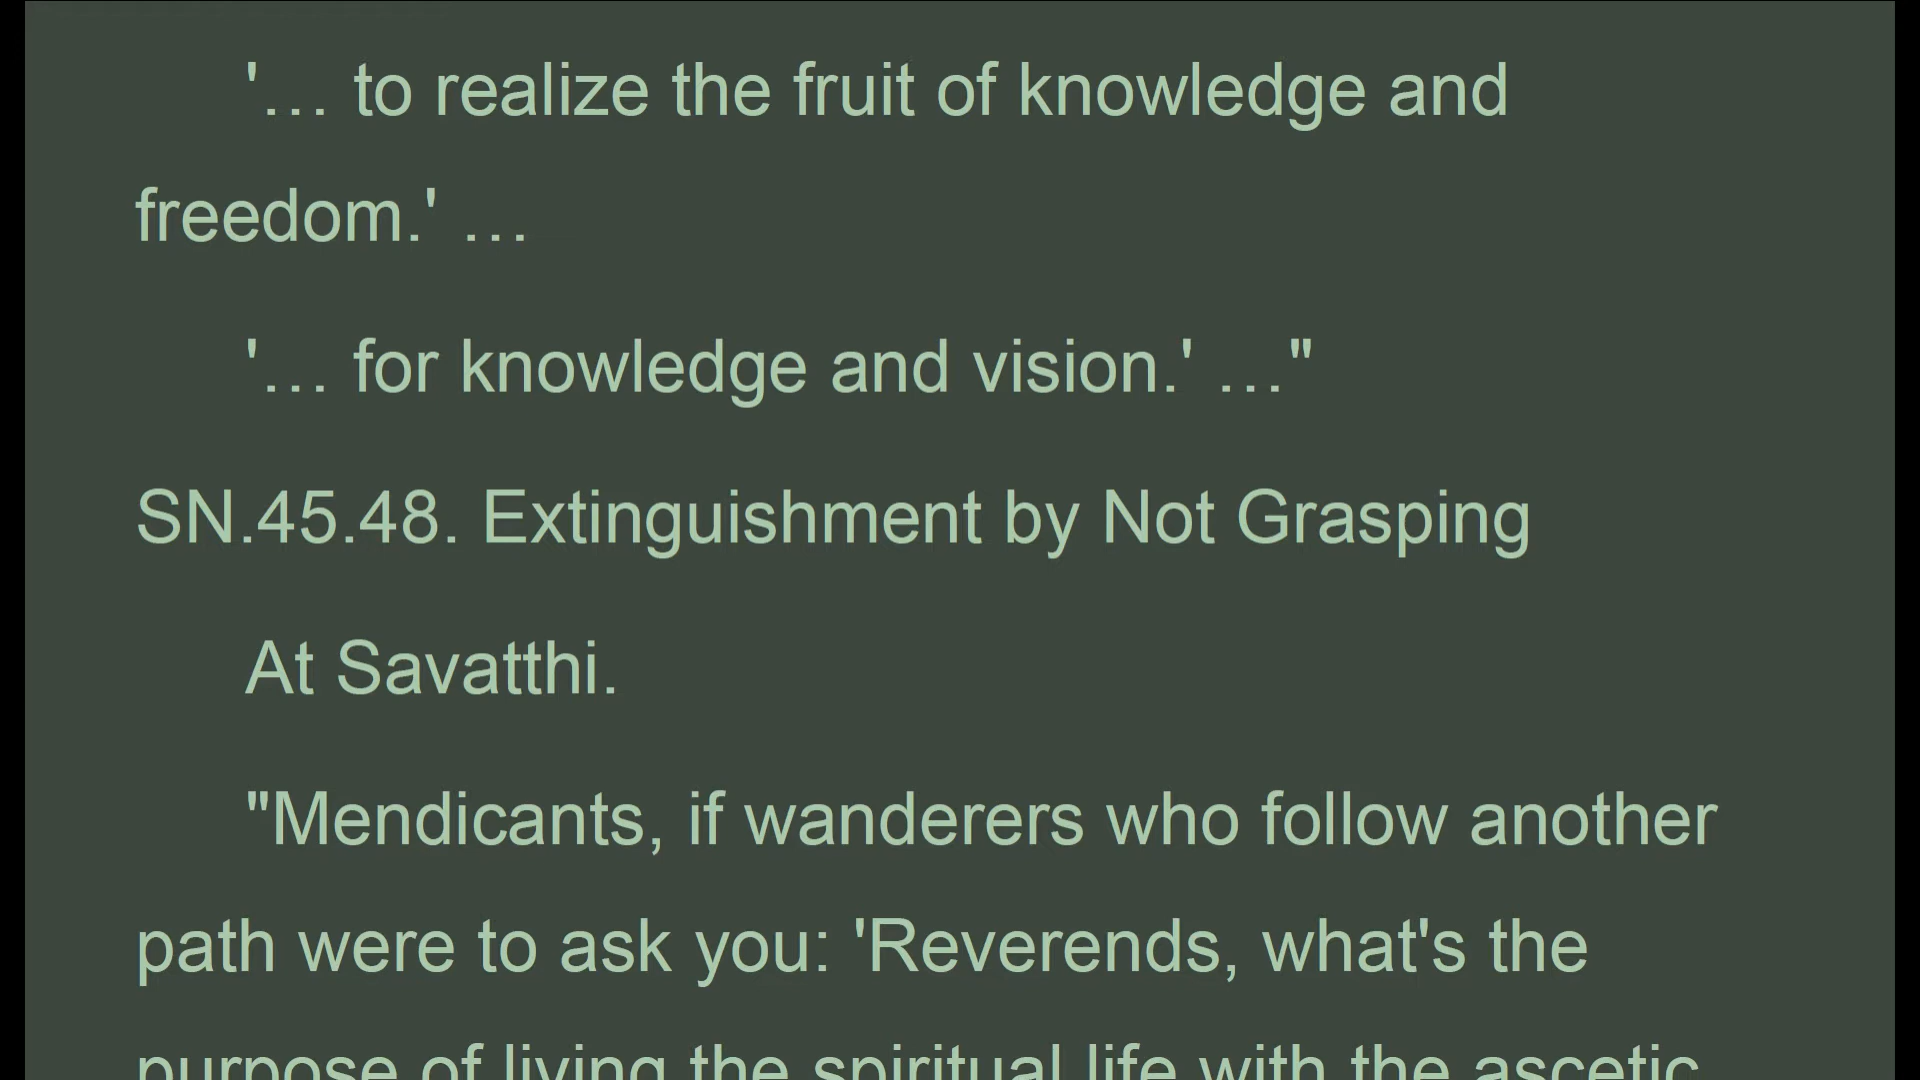 '… to realize the fruit of knowledge and
freedom.' …
'… for knowledge and vision.' …"
SN.45.48. Extinguishment by Not Grasping
At Savatthi.
"Mendicants, if wanderers who follow another
path were to ask you: 'Reverends, what's the
purpose of living the spiritual life with the ascetic